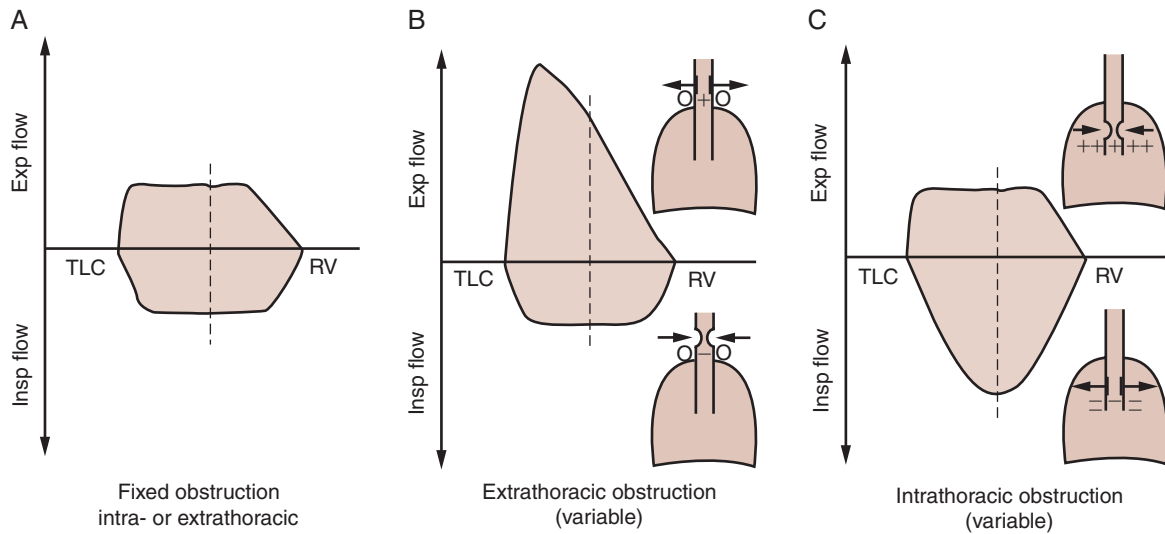 A
Exp flow
TLC
RV
Insp flow
Fixed obstruction
intra- or extrathoracic
B
O + O
Exp flow
TLC
RV
O − O
Insp flow
Extrathoracic obstruction
(variable)
C
+ + + + +
Exp flow
TLC
RV
Insp flow
Intrathoracic obstruction
(variable)